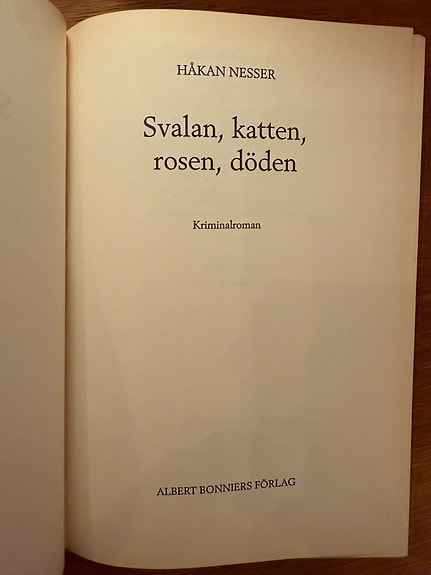 HÅKAN NESSER
Svalan, katten,
rosen, döden
Kriminalroman
ALBERT BONNIERS FÖRLAG